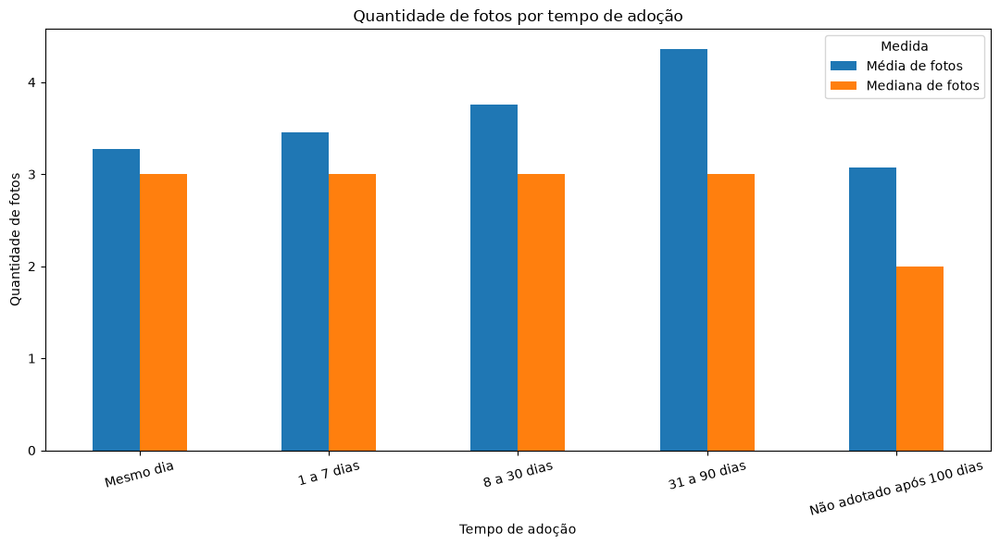 Quantidade de fotos por tempo de adoção
Medida
Média de fotos
Mediana de fotos
Quantidade de fotos
4
3
2
1
0
Mesmo dia
1 a 7 dias
8 a 30 dias
31 a 90 dias
Não adotado após 100 dias
Tempo de adoção